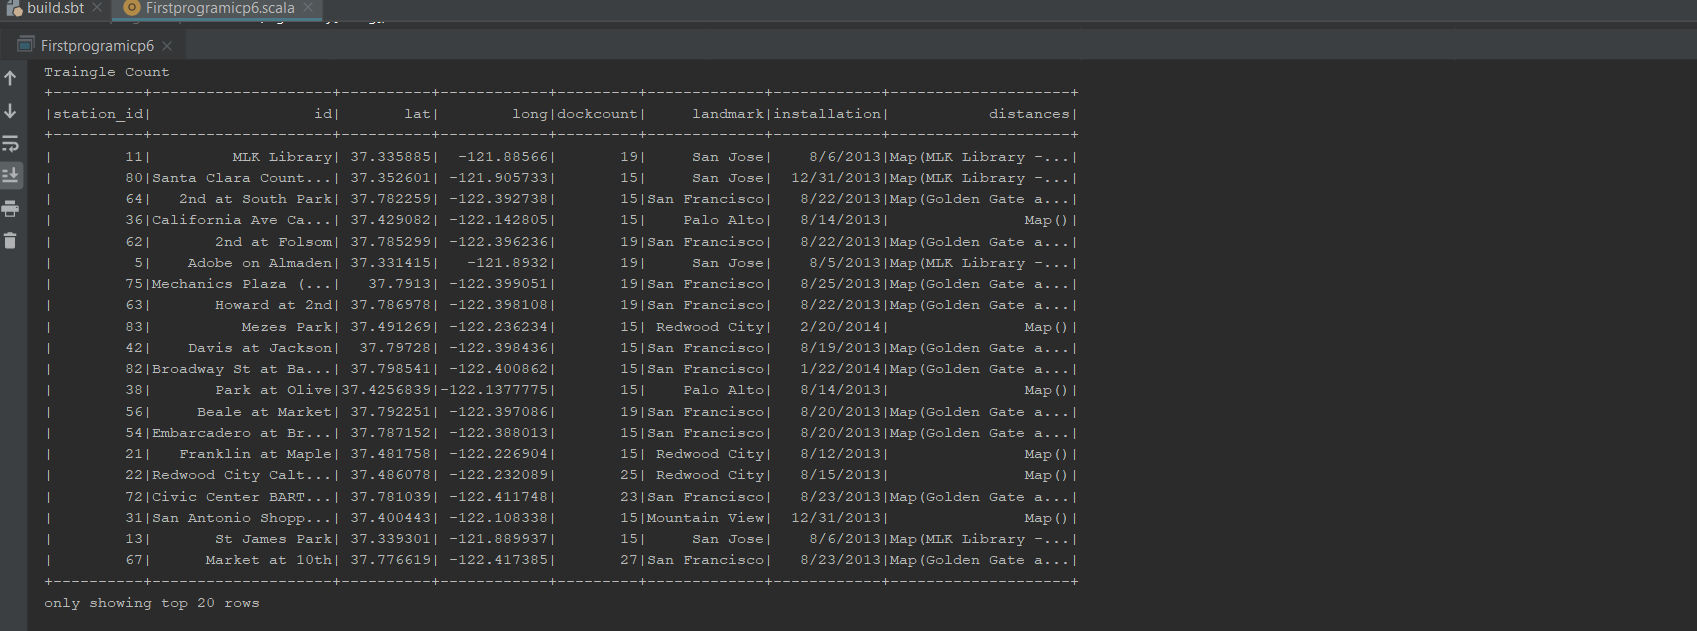 build.sbt × Firstprogramicp6.scala ×
Firstprogramicp6 ×
Traingle Count
+----------+--------------------+----------+------------+---------+-------------+------------+--------------------+
|station_id|                  id|       lat|        long|dockcount|     landmark|installation|           distances|
+----------+--------------------+----------+------------+---------+-------------+------------+--------------------+
|        11|         MLK Library| 37.335885|  -121.88566|       19|     San Jose|    8/6/2013|Map(MLK Library -...|
|        80|Santa Clara Count...| 37.352601| -121.905733|       15|     San Jose|  12/31/2013|Map(MLK Library -...|
|        64|   2nd at South Park| 37.782259| -122.392738|       15|San Francisco|   8/22/2013|Map(Golden Gate a...|
|        36|California Ave Ca...| 37.429082| -122.142805|       15|    Palo Alto|   8/14/2013|               Map()|
|        62|       2nd at Folsom| 37.785299| -122.396236|       19|San Francisco|   8/22/2013|Map(Golden Gate a...|
|         5|    Adobe on Almaden| 37.331415|   -121.8932|       19|     San Jose|    8/5/2013|Map(MLK Library -...|
|        75|Mechanics Plaza (...|   37.7913| -122.399051|       19|San Francisco|   8/25/2013|Map(Golden Gate a...|
|        63|       Howard at 2nd| 37.786978| -122.398108|       19|San Francisco|   8/22/2013|Map(Golden Gate a...|
|        83|          Mezes Park| 37.491269| -122.236234|       15| Redwood City|   2/20/2014|               Map()|
|        42|    Davis at Jackson|  37.79728| -122.398436|       15|San Francisco|   8/19/2013|Map(Golden Gate a...|
|        82|Broadway St at Ba...| 37.798541| -122.400862|       15|San Francisco|   1/22/2014|Map(Golden Gate a...|
|        38|       Park at Olive|37.4256839|-122.1377775|       15|    Palo Alto|   8/14/2013|               Map()|
|        56|     Beale at Market| 37.792251| -122.397086|       19|San Francisco|   8/20/2013|Map(Golden Gate a...|
|        54|Embarcadero at Br...| 37.787152| -122.388013|       15|San Francisco|   8/20/2013|Map(Golden Gate a...|
|        21|   Franklin at Maple| 37.481758| -122.226904|       15| Redwood City|   8/12/2013|               Map()|
|        22|Redwood City Calt...| 37.486078| -122.232089|       25| Redwood City|   8/15/2013|               Map()|
|        72|Civic Center BART...| 37.781039| -122.411748|       23|San Francisco|   8/23/2013|Map(Golden Gate a...|
|        31|San Antonio Shopp...| 37.400443| -122.108338|       15|Mountain View|  12/31/2013|               Map()|
|        13|       St James Park| 37.339301| -121.889937|       15|     San Jose|    8/6/2013|Map(MLK Library -...|
|        67|      Market at 10th| 37.776619| -122.417385|       27|San Francisco|   8/23/2013|Map(Golden Gate a...|
+----------+--------------------+----------+------------+---------+-------------+------------+--------------------+
only showing top 20 rows